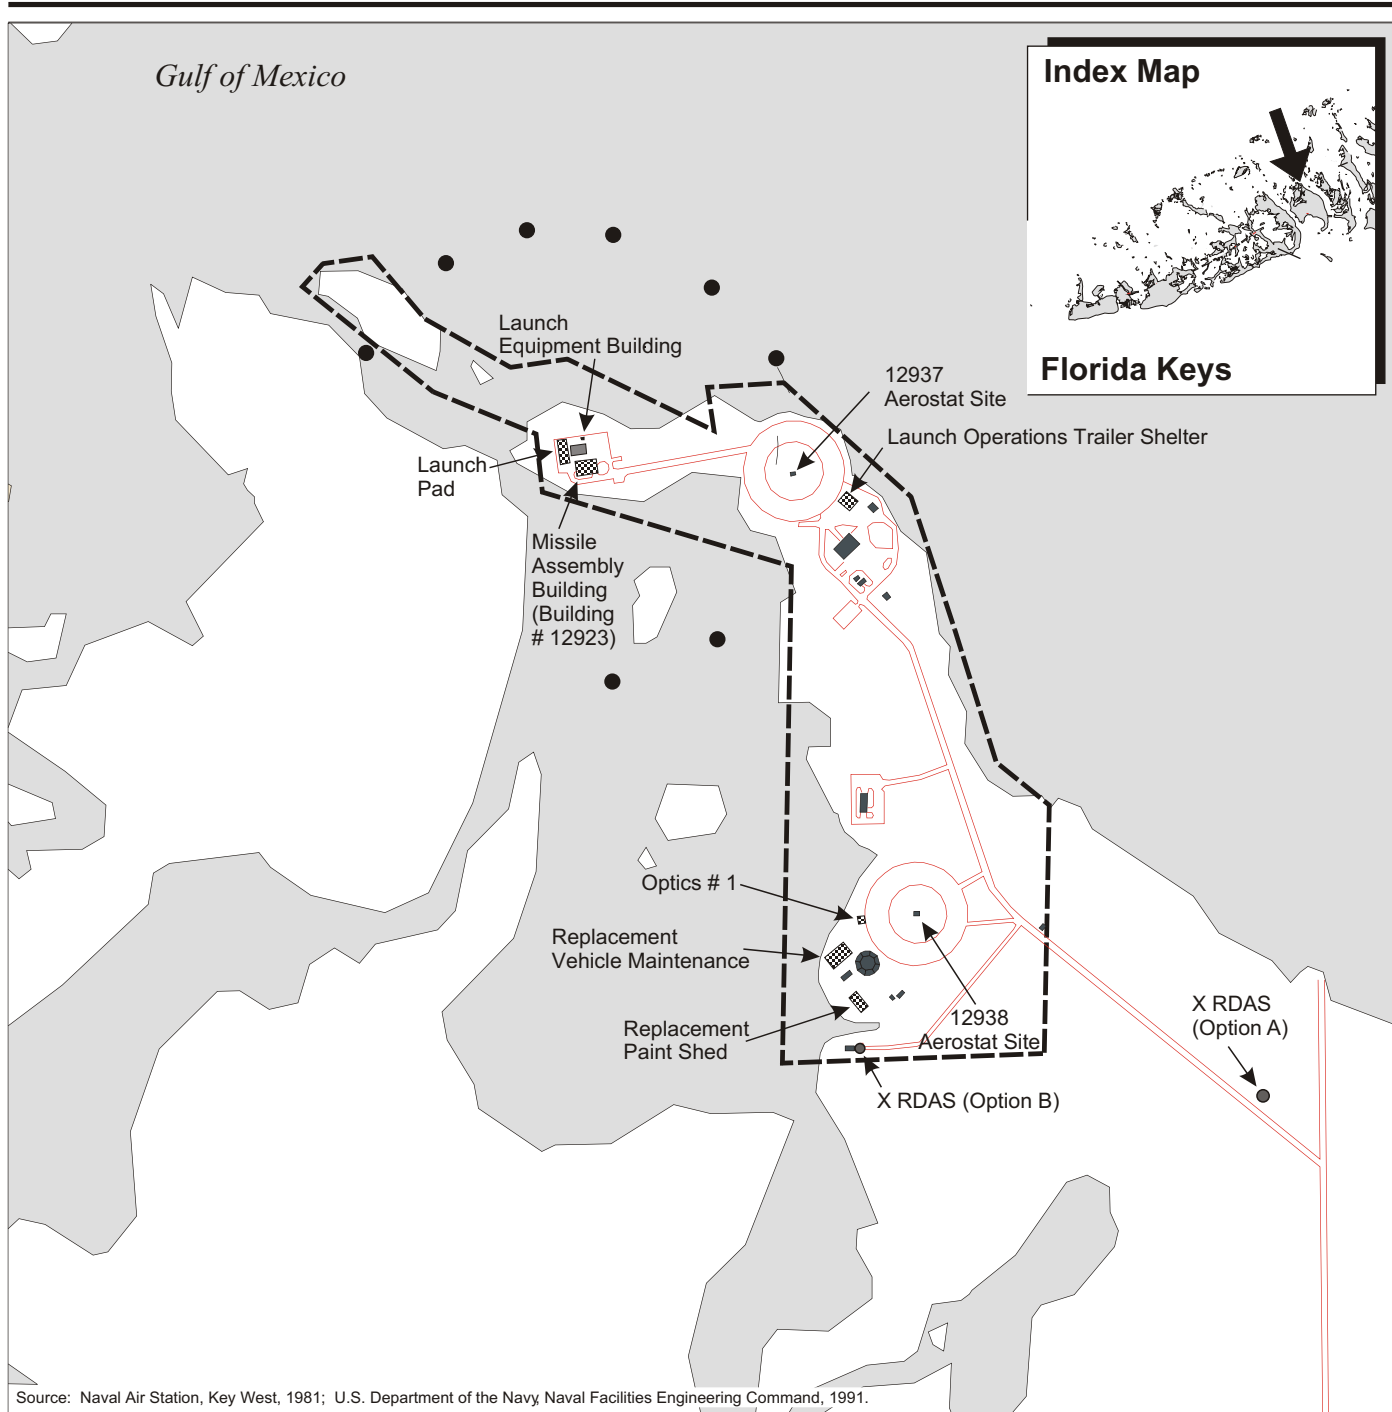 Gulf of Mexico
Index Map
Florida Keys
Launch
Equipment Building
12937
Aerostat Site
Launch Operations Trailer Shelter
Launch
Pad
Missile
Assembly
Building
(Building
# 12923)
Optics # 1
Replacement
Vehicle Maintenance
Replacement
Paint Shed
12938
Aerostat Site
X RDAS
(Option A)
X RDAS (Option B)
Source: Naval Air Station, Key West, 1981; U.S. Department of the Navy, Naval Facilities Engineering Command, 1991.